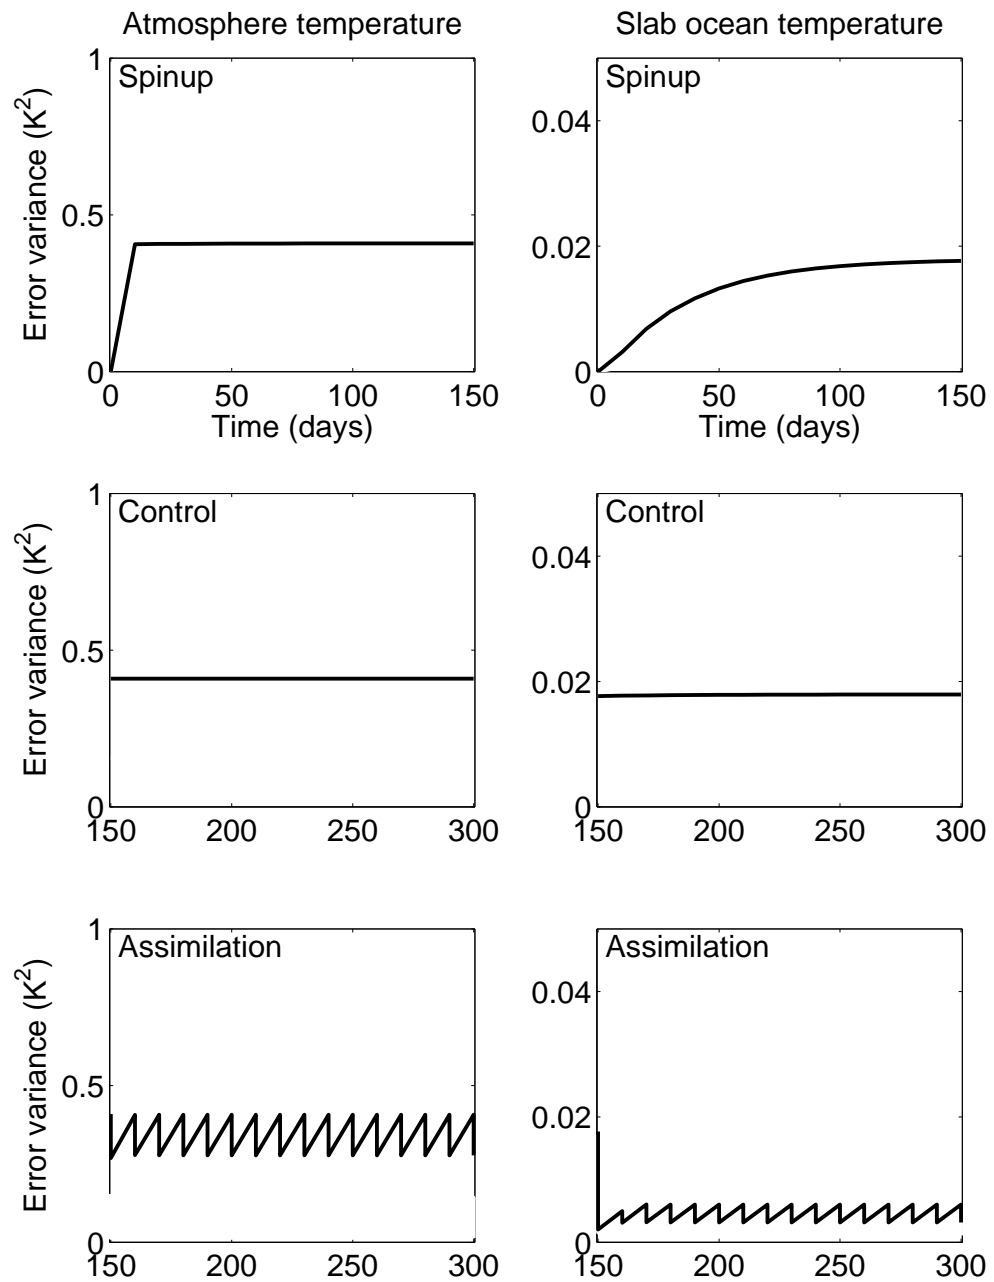 Atmosphere temperature
Slab ocean temperature
Spinup
Error variance (K²)
1
0.5
0
0 50 100 150
Time (days)
Spinup
0.04
0.02
0
0 50 100 150
Time (days)
Control
Error variance (K²)
1
0.5
0
150 200 250 300
Control
0.04
0.02
0
150 200 250 300
Assimilation
Error variance (K²)
1
0.5
0
150 200 250 300
Assimilation
0.04
0.02
0
150 200 250 300